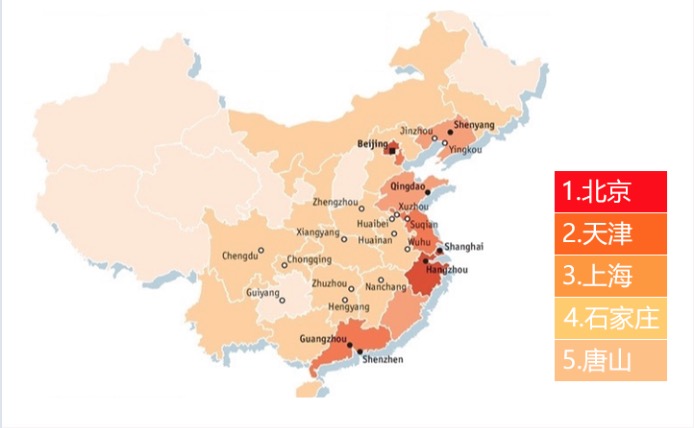 Jinzhou
Shenyang
Beijing
Yingkou
Qingdao
Zhengzhou
Xuzhou
Huaibei
Suqian
Xiangyang
Huainan
Wuhu
Shanghai
Chengdu
Chongqing
Hangzhou
Guiyang
Zhuzhou
Nanchang
Hengyang
Guangzhou
Shenzhen
1.北京
2.天津
3.上海
4.石家庄
5.唐山